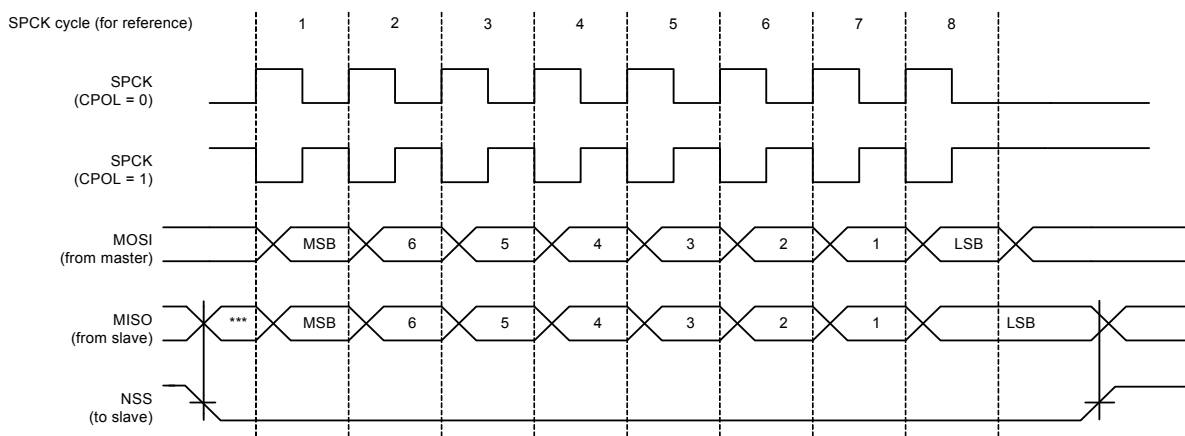 SPCK cycle (for reference) 1 2 3 4 5 6 7 8
SPCK
(CPOL = 0)
SPCK
(CPOL = 1)
MOSI
(from master)
MSB 6 5 4 3 2 1 LSB
MISO
(from slave)
*** MSB 6 5 4 3 2 1 LSB
NSS
(to slave)